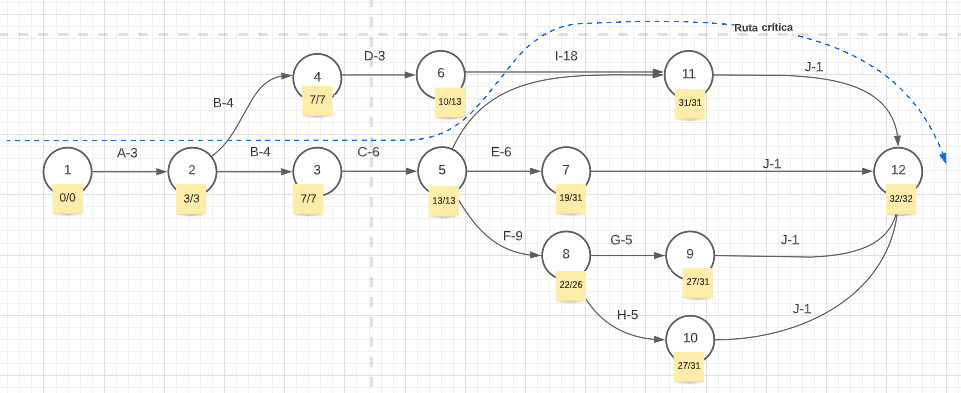 Ruta crítica
D-3
I-18
J-1
4
6
11
7/7
10/13
31/31
B-4
A-3
B-4
C-6
E-6
J-1
1
2
3
5
7
12
0/0
3/3
7/7
13/13
19/31
32/32
F-9
G-5
J-1
8
9
22/26
27/31
H-5
J-1
10
27/31